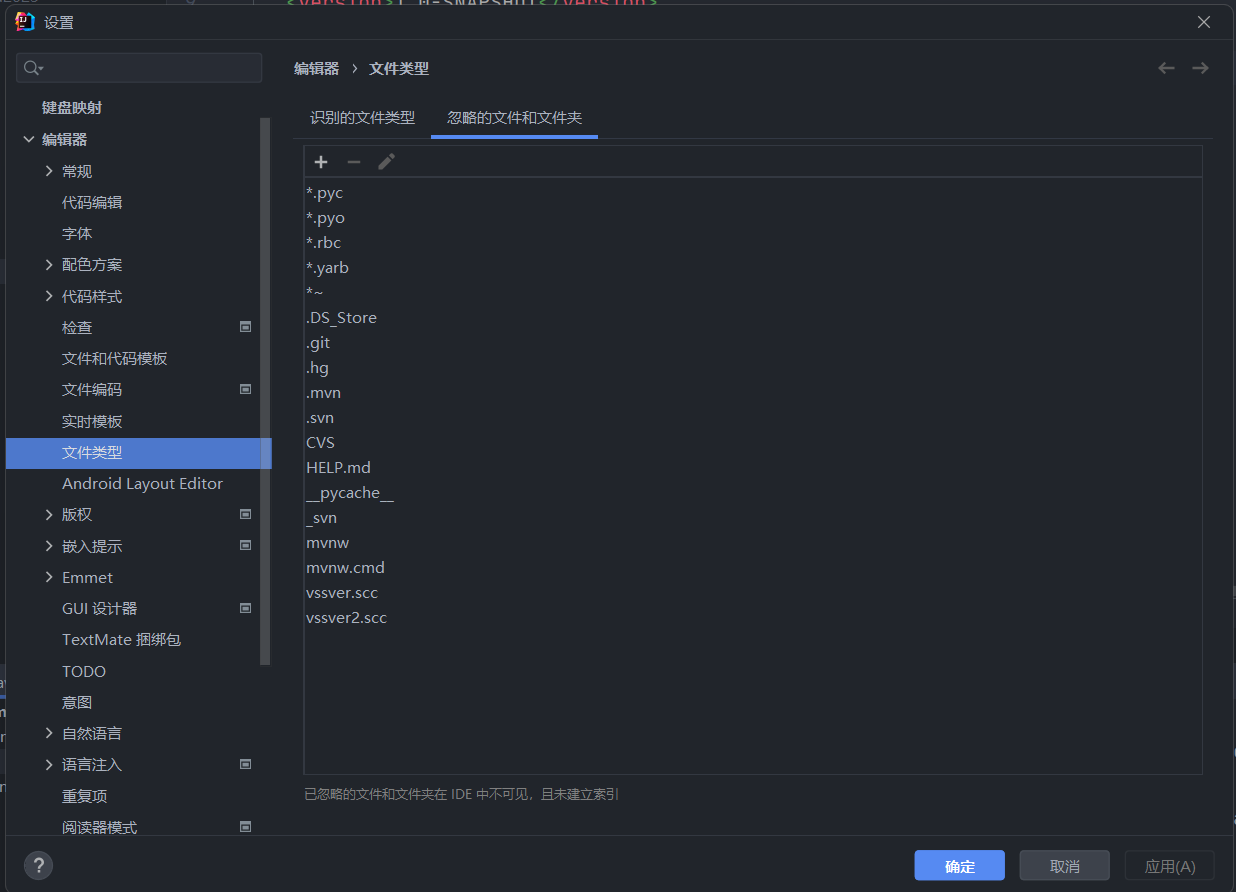 设置
键盘映射
编辑器
常规
代码编辑
字体
配色方案
代码样式
检查
文件和代码模板
文件编码
实时模板
文件类型
Android Layout Editor
版权
嵌入提示
Emmet
GUI 设计器
TextMate 捆绑包
TODO
意图
自然语言
语言注入
重复项
阅读器模式
编辑器 › 文件类型
识别的文件类型 忽略的文件和文件夹
*.pyc
*.pyo
*.rbc
*.yarb
*~
.DS_Store
.git
.hg
.mvn
.svn
CVS
HELP.md
__pycache__
_svn
mvnw
mvnw.cmd
vssver.scc
vssver2.scc
已忽略的文件和文件夹在 IDE 中不可见，且未建立索引
? 确定 取消 应用(A)